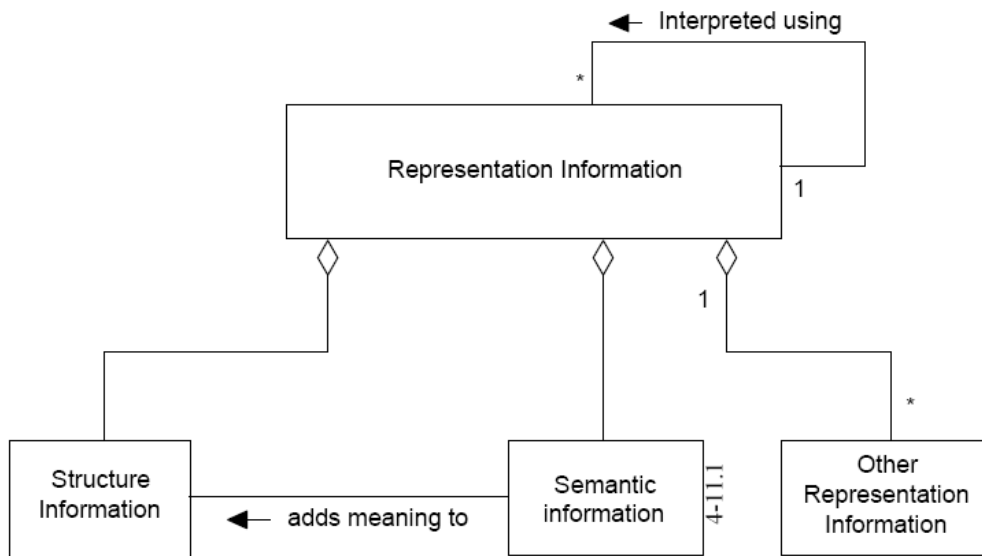 Interpreted using
*
Representation Information
1
1
*
Structure
Information
adds meaning to
Semantic
information
4-11.1
Other
Representation
Information